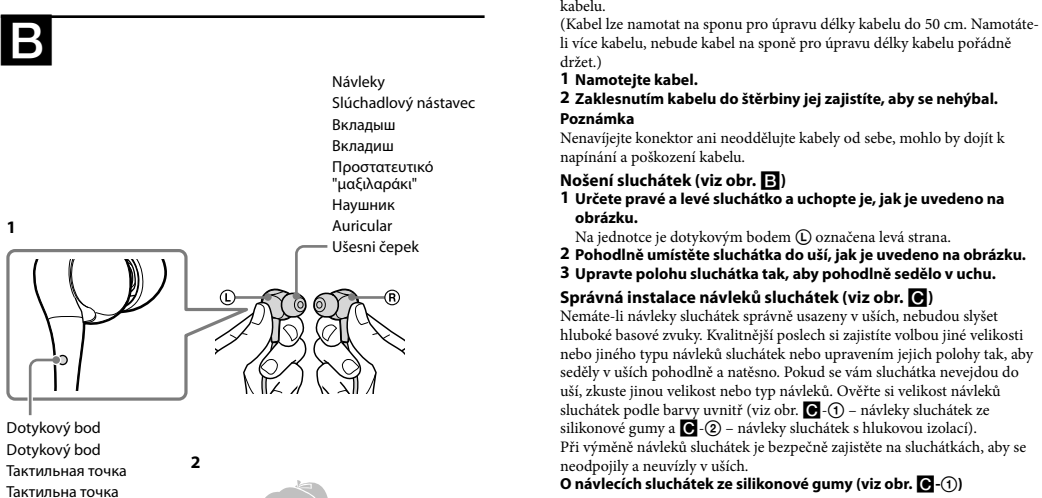 B
Návleky
Slúchadlový nástavec
Вкладыш
Вкладиш
Προστατευτικό
"μαξιλαράκι"
Наушник
Auricular
Ušesni čepek
1
L
R
Dotykový bod
Dotykový bod
Тактильная точка
Тактильна точка
2
kabelu.
(Kabel lze namotat na sponu pro úpravu délky kabelu do 50 cm. Namotáte-
li více kabelu, nebude kabel na sponě pro úpravu délky kabelu pořádně
držet.)
1 Namotejte kabel.
2 Zaklesnutím kabelu do štěrbiny jej zajistíte, aby se nehýbal.
Poznámka
Nenavíjejte konektor ani neoddělujte kabely od sebe, mohlo by dojít k
napínání a poškození kabelu.
Nošení sluchátek (viz obr. B)
1 Určete pravé a levé sluchátko a uchopte je, jak je uvedeno na
obrázku.
Na jednotce je dotykovým bodem Ⓛ označena levá strana.
2 Pohodlně umístěte sluchátka do uší, jak je uvedeno na obrázku.
3 Upravte polohu sluchátka tak, aby pohodlně sedělo v uchu.
Správná instalace návleků sluchátek (viz obr. C)
Nemáte-li návleky sluchátek správně usazeny v uších, nebudou slyšet
hluboké basové zvuky. Kvalitnější poslech si zajistíte volbou jiné velikosti
nebo jiného typu návleků sluchátek nebo upravením jejich polohy tak, aby
seděly v uších pohodlně a natěsno. Pokud se vám sluchátka nevejdou do
uší, zkuste jinou velikost nebo typ návleků. Ověřte si velikost návleků
sluchátek podle barvy uvnitř (viz obr. C-① – návleky sluchátek ze
silikonové gumy a C-② – návleky sluchátek s hlukovou izolací).
Při výměně návleků sluchátek je bezpečně zajistěte na sluchátkách, aby se
neodpojily a neuvízly v uších.
O návlecích sluchátek ze silikonové gumy (viz obr. C-①)